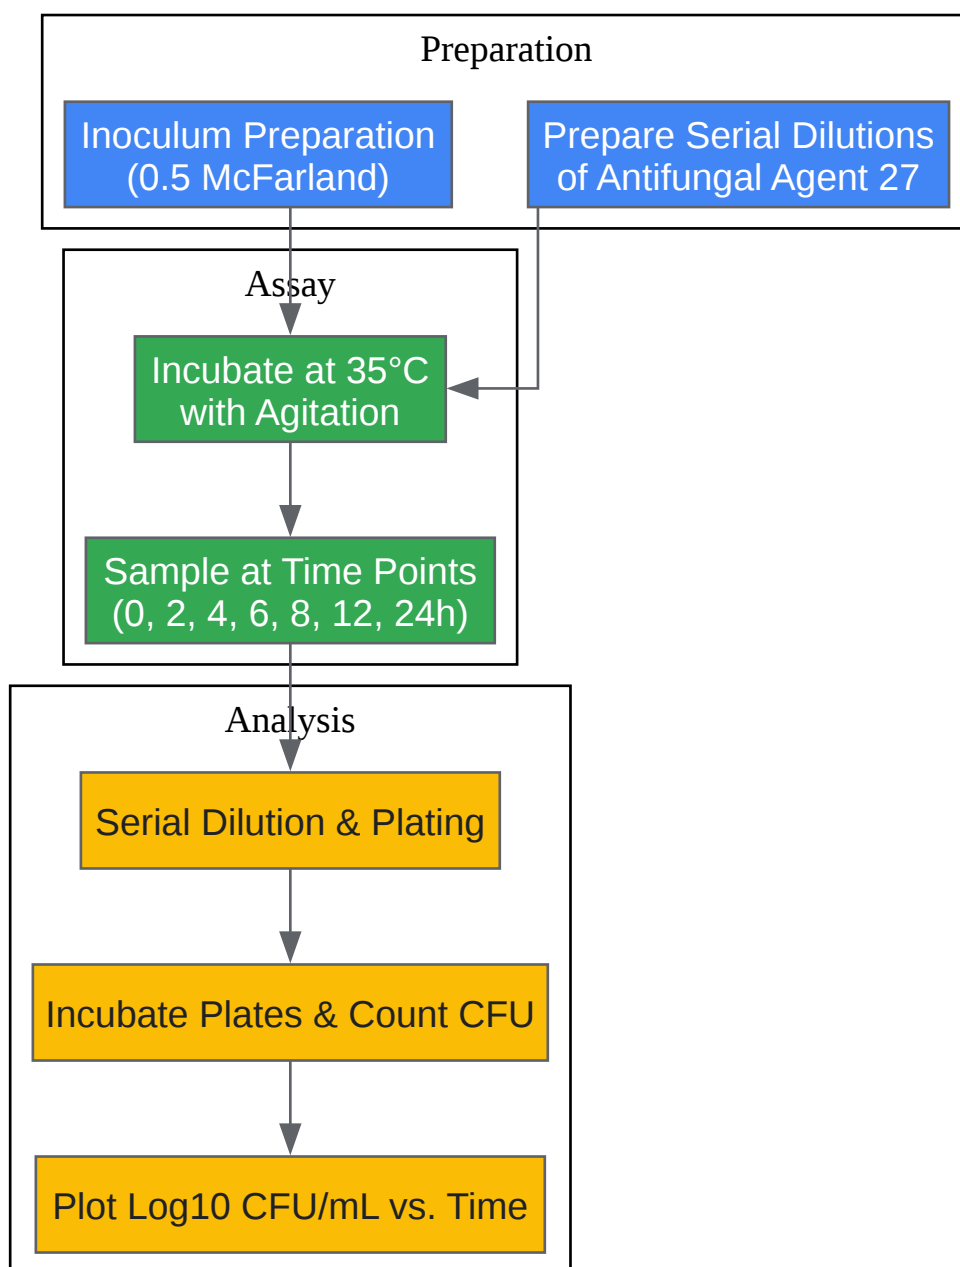 Preparation
Inoculum Preparation
(0.5 McFarland)
Prepare Serial Dilutions
of Antifungal Agent 27
Assay
Incubate at 35°C
with Agitation
Sample at Time Points
(0, 2, 4, 6, 8, 12, 24h)
Analysis
Serial Dilution & Plating
Incubate Plates & Count CFU
Plot Log10 CFU/mL vs. Time